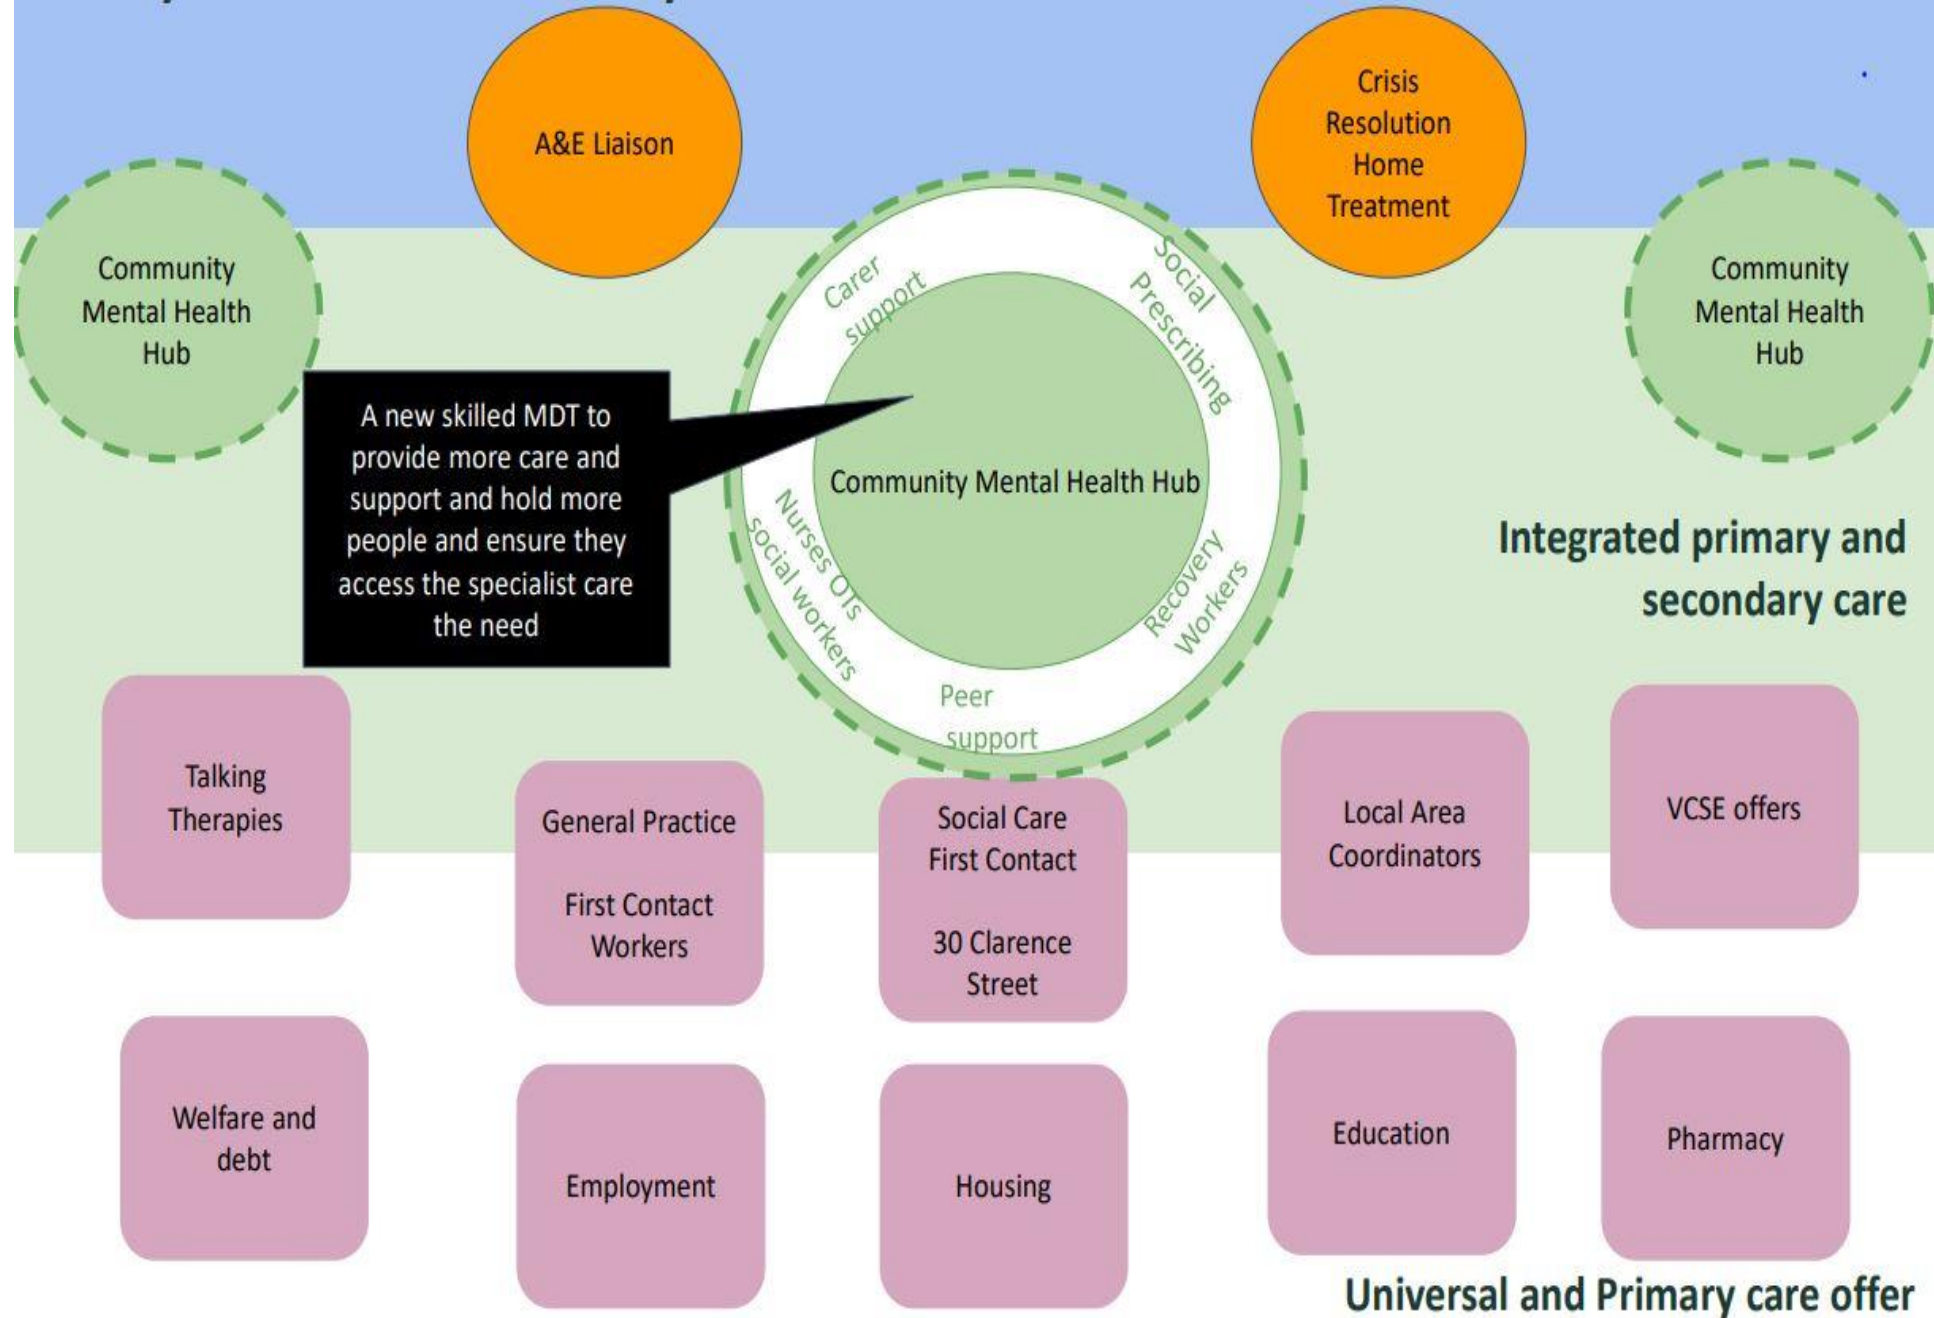 A&E Liaison
Crisis
Resolution
Home
Treatment
Community
Mental Health
Hub
Carer
support
Social
Prescribing
Community
Mental Health
Hub
A new skilled MDT to
provide more care and
support and hold more
people and ensure they
access the specialist care
the need
Community Mental Health Hub
Nurses OTs
social workers
Recovery
Workers
Peer
support
Integrated primary and
secondary care
Talking
Therapies
General Practice
First Contact
Workers
Social Care
First Contact
30 Clarence
Street
Local Area
Coordinators
VCSE offers
Welfare and
debt
Employment
Housing
Education
Pharmacy
Universal and Primary care offer